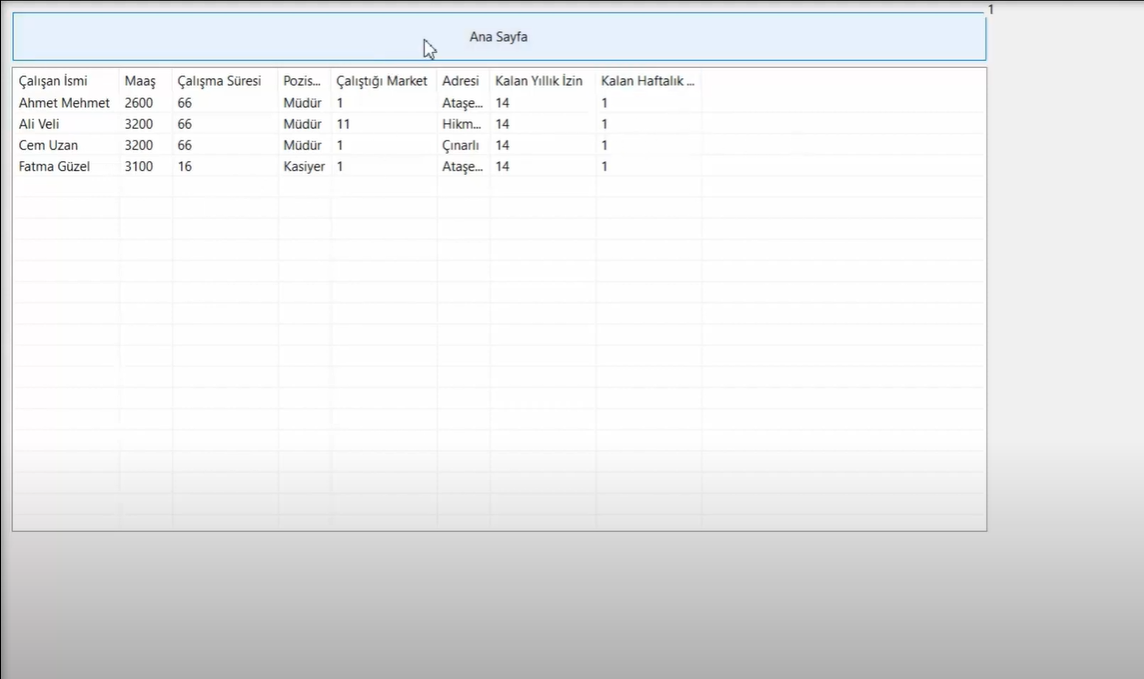 1
Ana Sayfa
Çalışan İsmi Maaş Çalışma Süresi Pozis... Çalıştığı Market Adresi Kalan Yıllık İzin Kalan Haftalık ...
Ahmet Mehmet 2600 66 Müdür 1 Ataşe... 14 1
Ali Veli 3200 66 Müdür 11 Hikm... 14 1
Cem Uzan 3200 66 Müdür 1 Çınarlı 14 1
Fatma Güzel 3100 16 Kasiyer 1 Ataşe... 14 1